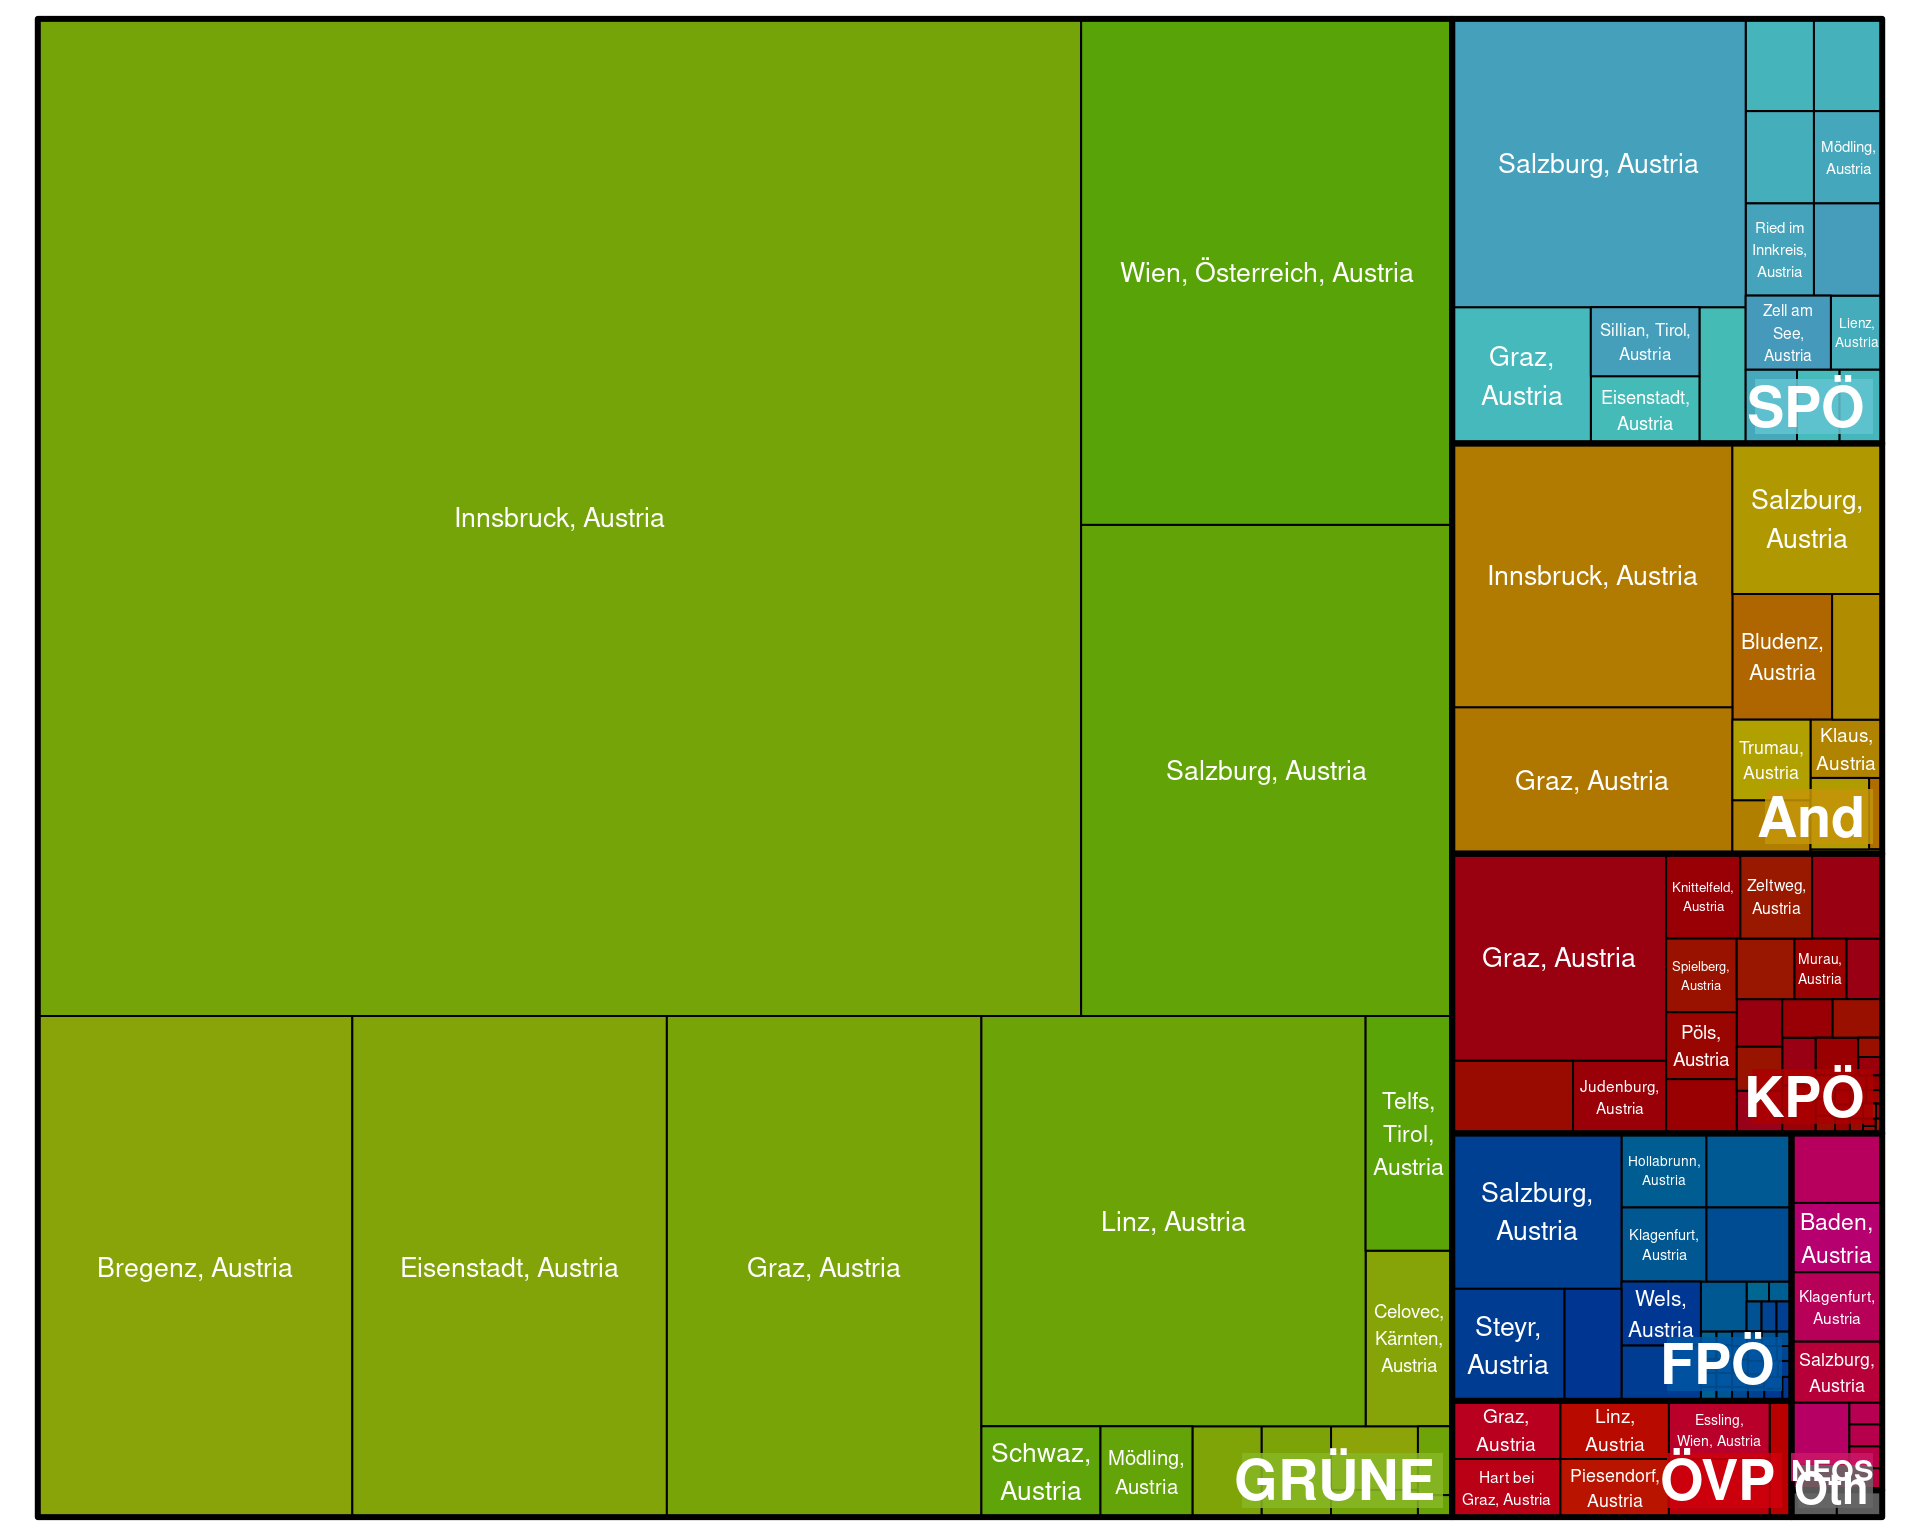 Innsbruck, Austria
Wien, Österreich, Austria
Salzburg, Austria
Bregenz, Austria
Eisenstadt, Austria
Graz, Austria
Linz, Austria
Telfs,
Tirol,
Austria
Celovec,
Kärnten,
Austria
Schwaz,
Austria
Mödling,
Austria
GRÜNE
Salzburg, Austria
Mödling,
Austria
Ried im
Innkreis,
Austria
Graz,
Austria
Sillian, Tirol,
Austria
Eisenstadt,
Austria
Zell am
See,
Austria
Lienz,
Austria
SPÖ
Innsbruck, Austria
Salzburg,
Austria
Bludenz,
Austria
Graz, Austria
Trumau,
Austria
Klaus,
Austria
And
Graz, Austria
Knittelfeld,
Austria
Zeltweg,
Austria
Spielberg,
Austria
Murau,
Austria
Pöls,
Austria
Judenburg,
Austria
KPÖ
Salzburg,
Austria
Hollabrunn,
Austria
Klagenfurt,
Austria
Steyr,
Austria
Wels,
Austria
FPÖ
Baden,
Austria
Klagenfurt,
Austria
Salzburg,
Austria
NEOS
Oth
Graz,
Austria
Linz,
Austria
Essling,
Wien, Austria
Hart bei
Graz, Austria
Piesendorf,
Austria
ÖVP